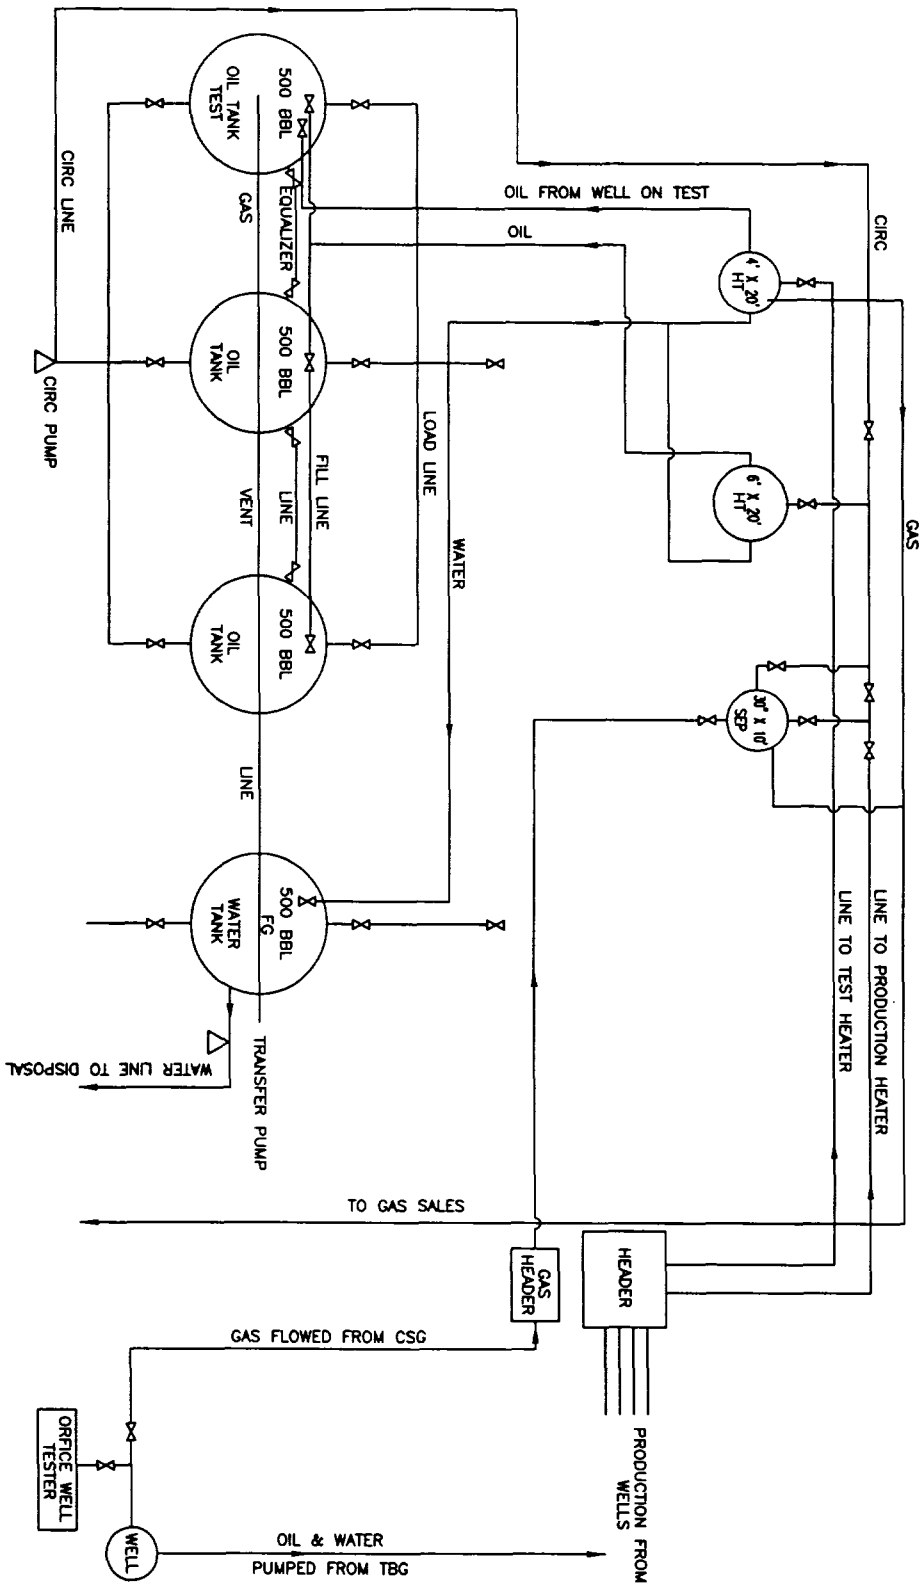 CIRC LINE
CIRC PUMP
500 BBL
OIL TANK
TEST
GAS
EQUALIZER
500 BBL
OIL
TANK
LINE
FILL LINE
VENT
LOAD LINE
500 BBL
OIL
TANK
LINE
WATER
500 BBL
FG
WATER
TANK
TRANSFER PUMP
WATER LINE TO DISPOSAL
OIL FROM WELL ON TEST
OIL
CIRC
4' X 20'
HT
6' X 20'
HT
GAS
30" X 10'
SEP
LINE TO TEST HEATER
LINE TO PRODUCTION HEATER
TO GAS SALES
GAS
HEADER
HEADER
PRODUCTION FROM
WELLS
GAS FLOWED FROM CSG
ORFICE WELL
TESTER
WELL
OIL & WATER
PUMPED FROM TBG